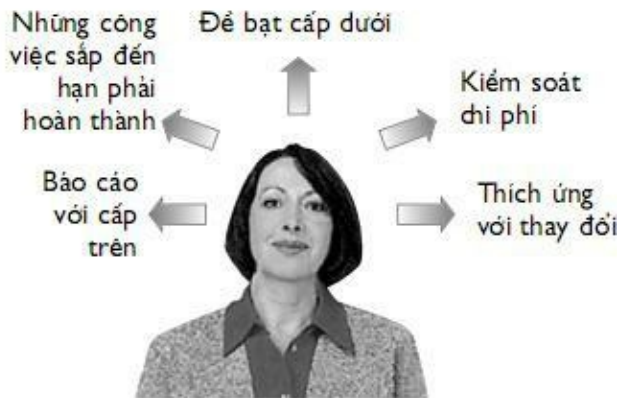 Những công
việc sắp đến
hạn phải
hoàn thành
Đề bạt cấp dưới
Kiểm soát
chi phí
Báo cáo
với cấp
trên
Thích ứng
với thay đổi